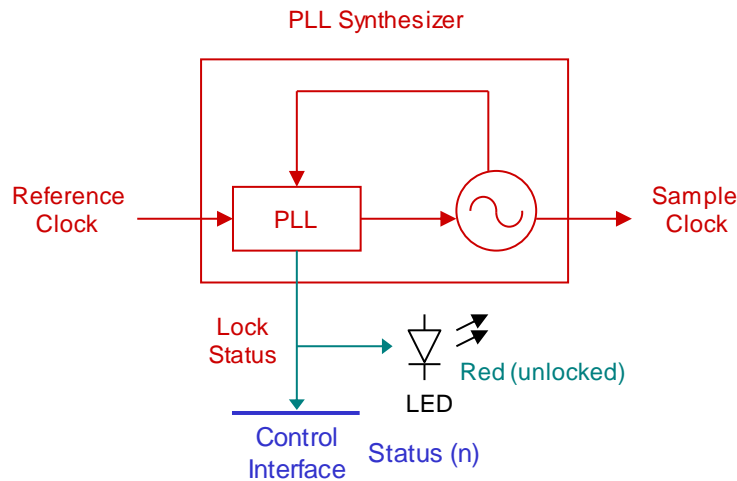 PLL Synthesizer
Reference
Clock
PLL
Sample
Clock
Lock
Status
Red (unlocked)
LED
Control
Interface
Status (n)